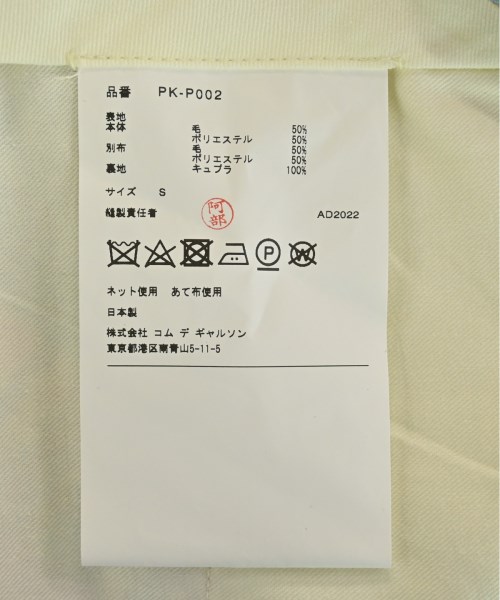 品番 PK-P002
表地
本体 毛 50%
ポリエステル 50%
別布 毛 50%
ポリエステル 50%
裏地 キュプラ 100%
サイズ S
縫製責任者 阿部 AD2022
P W
ネット使用 あて布使用
日本製
株式会社 コム デ ギャルソン
東京都港区南青山5-11-5